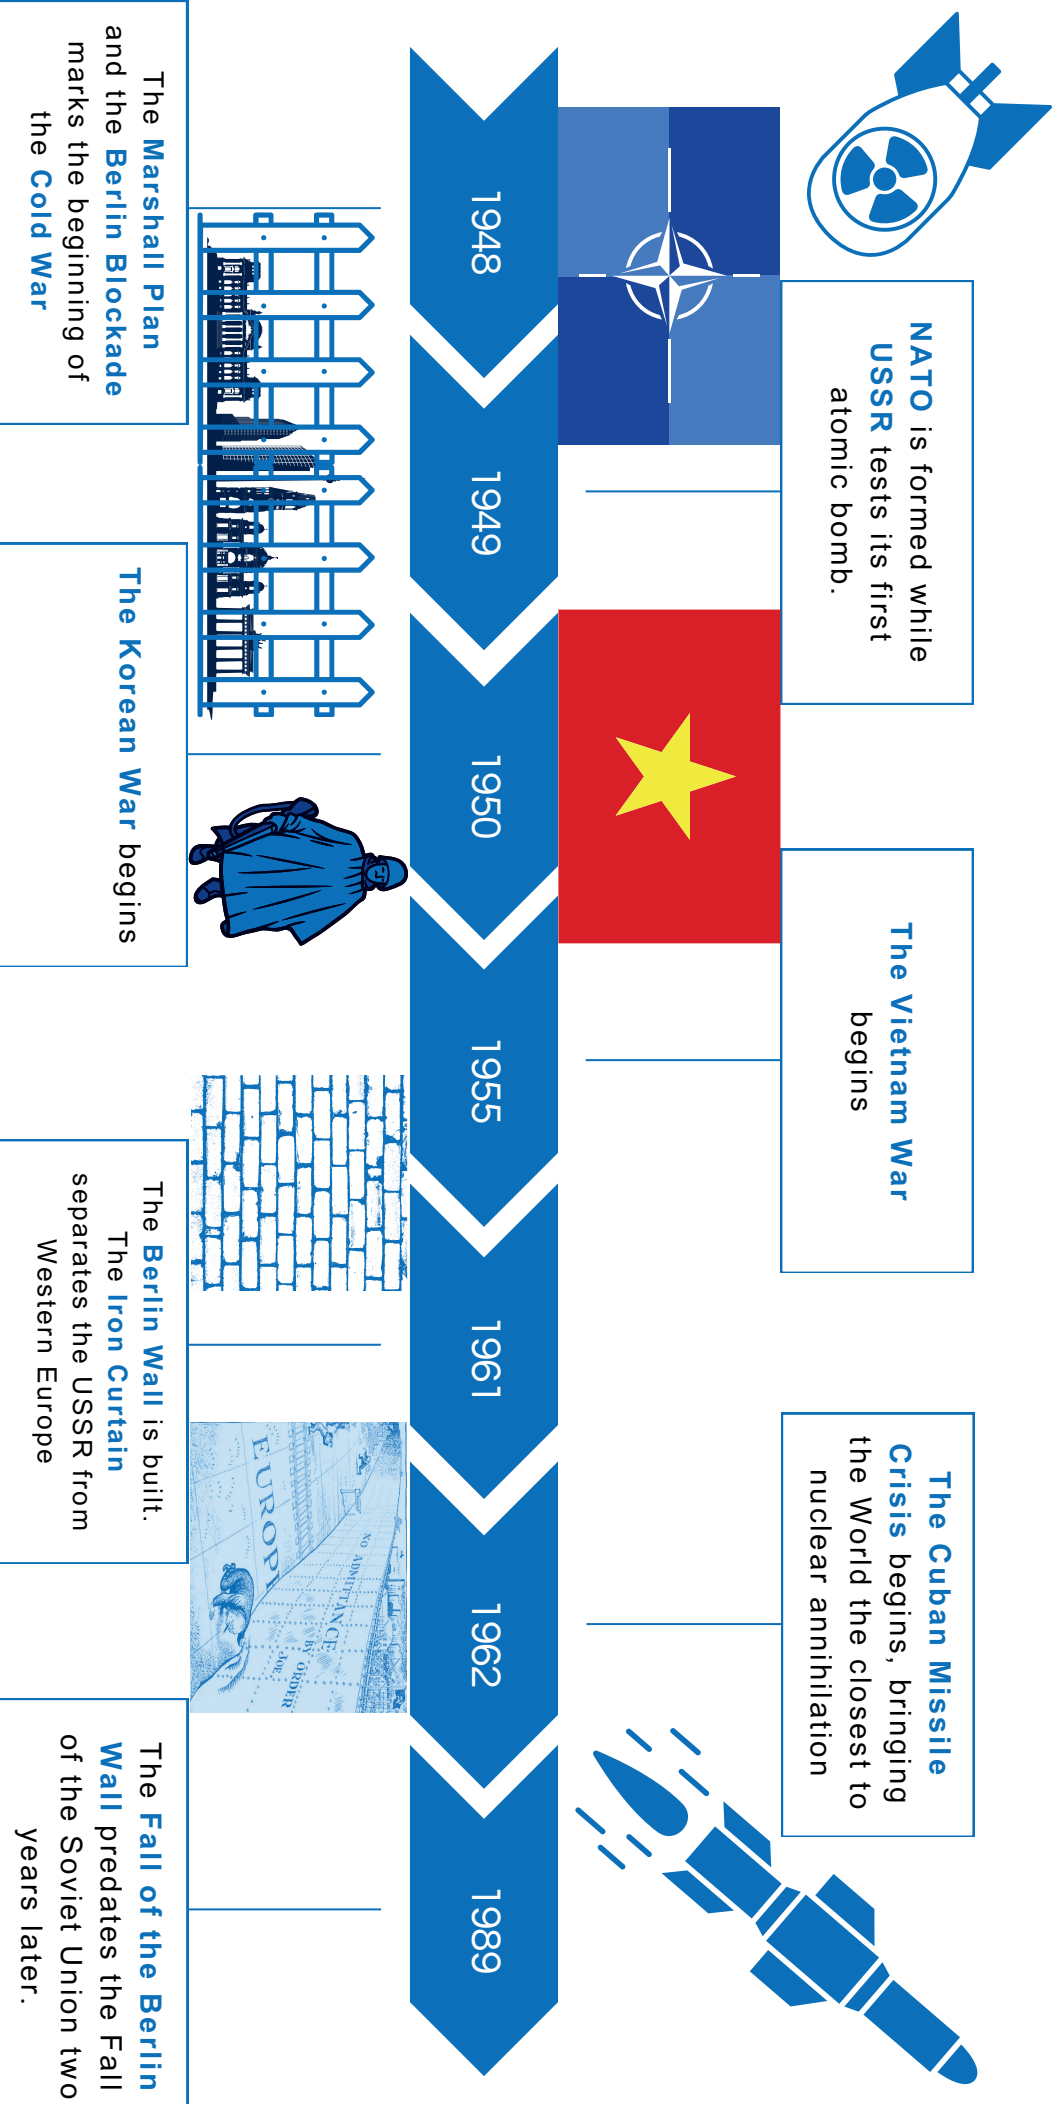 NATO is formed while
USSR tests its first
atomic bomb.
The Vietnam War
begins
The Cuban Missile
Crisis begins, bringing
the World the closest to
nuclear annihilation
1948
1949
1950
1955
1961
1962
1989
EUROPE
NO ADMITTANCE
BY ORDER
JOE
The Marshall Plan
and the Berlin Blockade
marks the beginning of
the Cold War
The Korean War begins
The Berlin Wall is built.
The Iron Curtain
separates the USSR from
Western Europe
The Fall of the Berlin
Wall predates the Fall
of the Soviet Union two
years later.